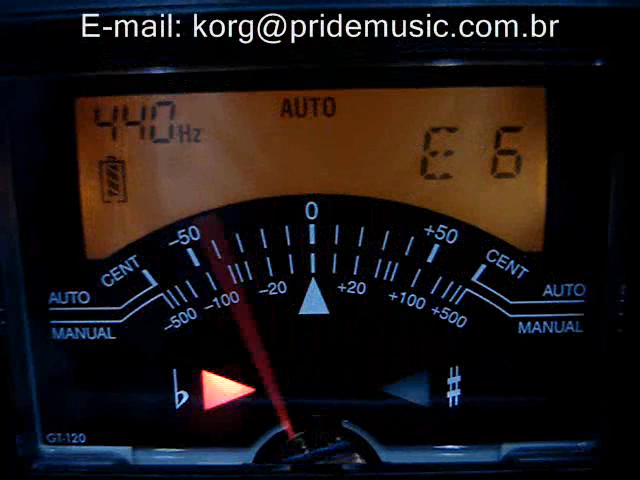 E-mail: korg@pridemusic.com.br
440Hz
AUTO
E 6
-50
0
+50
CENT
CENT
AUTO
AUTO
-500
-100
-20
+20
+100
+500
MANUAL
MANUAL
♭
♯
GT-120